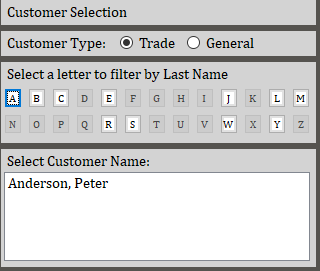 Customer Selection
Customer Type: Trade General
Select a letter to filter by Last Name
A B C D E F G H I J K L M
N O P Q R S T U V W X Y Z
Select Customer Name:
Anderson, Peter